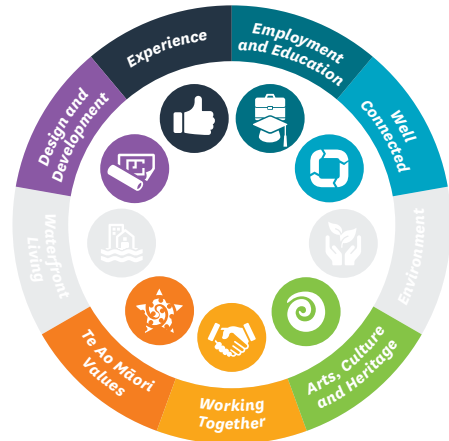 Experience
Employment
and Education
Well
Connected
Environment
Arts, Culture
and Heritage
Working
Together
Te Ao Māori
Values
Waterfront
Living
Design and
Development